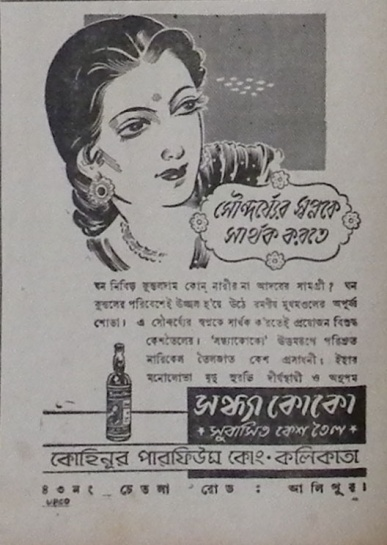 সৌন্দর্য্যের স্বপ্নকে
সার্থক করতে
ঘন নিবিড় কুন্তলদাম কোন্ নারীর না আদরের সামগ্রী ? ঘন
কুন্তলের পরিবেশেই উজ্জল হ'য়ে উঠে রমণীর মুখমণ্ডলের অপূর্ব্ব
শোভা। এ সৌন্দর্য্যের স্বপ্নকে সার্থক ক'রতেই প্রয়োজন বিশুদ্ধ
কেশতৈলের। 'সন্ধ্যাকোকো' উত্তমরূপে পরিশ্রুত
নারিকেল তৈলজাত কেশ প্রসাধনী ; ইহার
মনোলোভা মৃদু সুরভি দীর্ঘস্থায়ী ও অনুপম
সন্ধ্যা কোকো
সুবাসিত কেশ তৈল
কোহিনূর পারফিউম কোং • কলিকাতা
৪৩নং চেতলা রোড : আলিপুর।